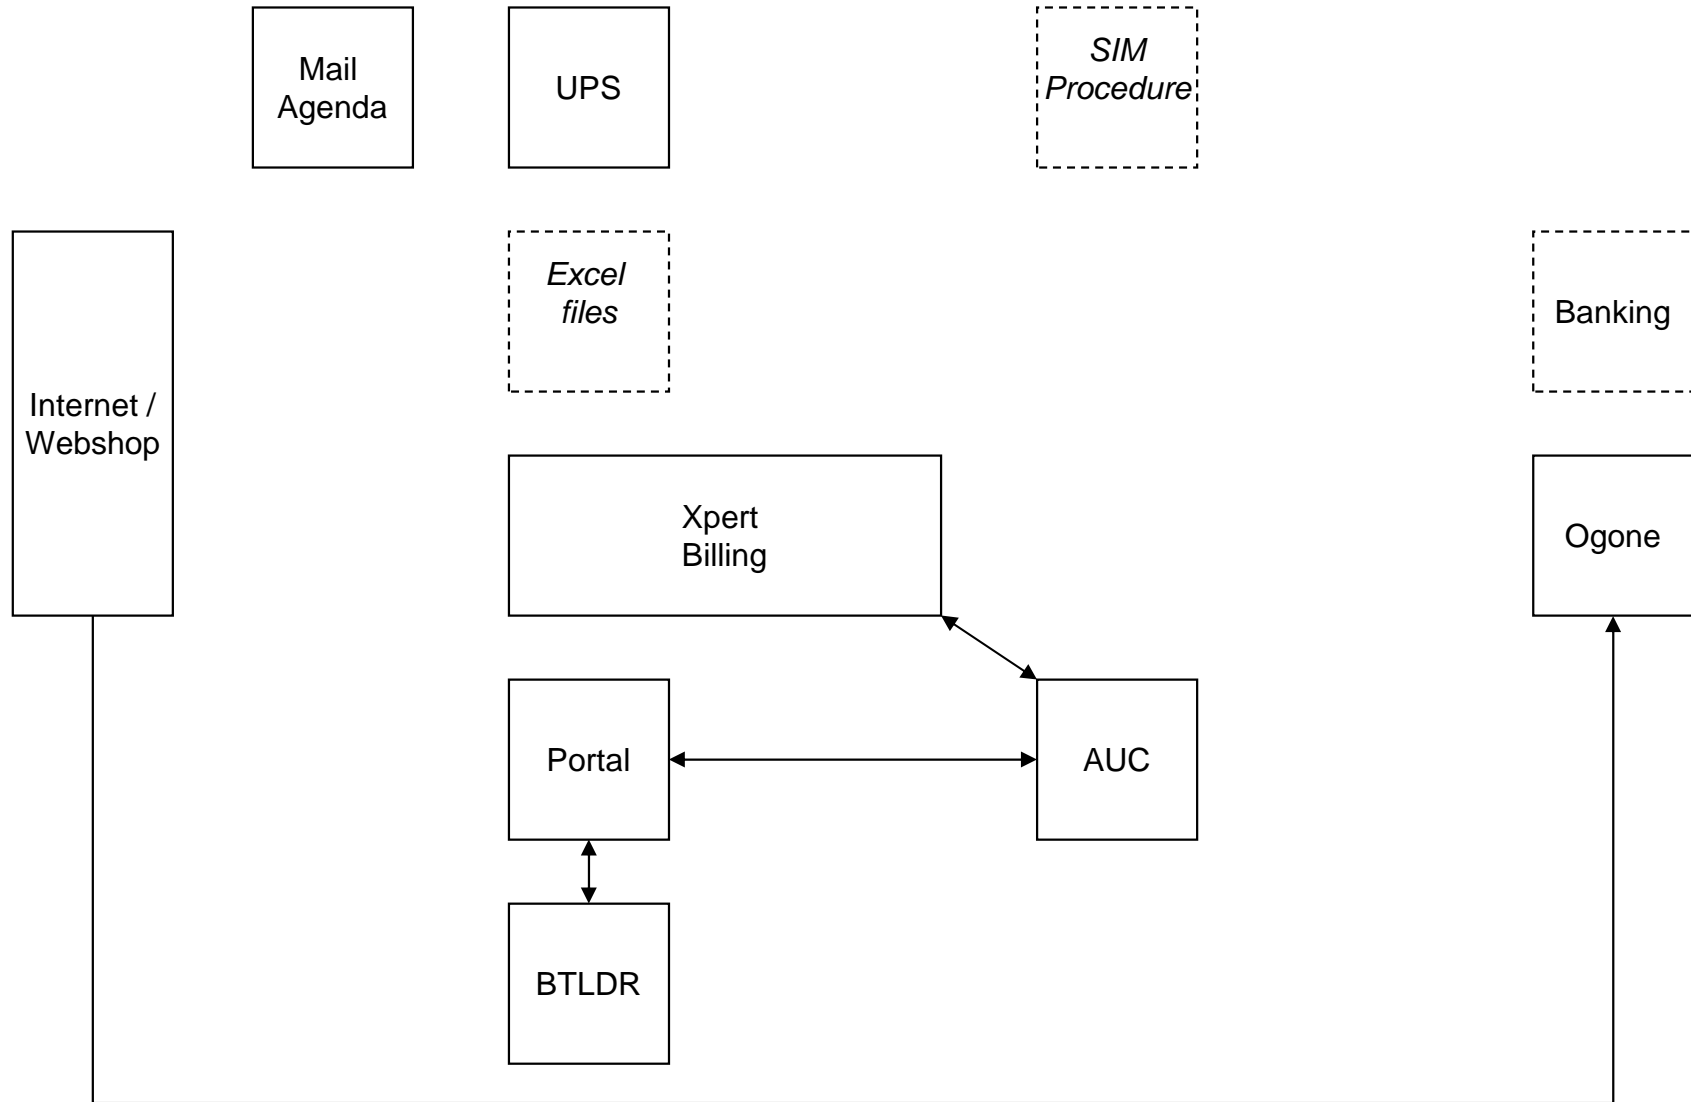 Mail
Agenda
UPS
SIM
Procedure
Excel
files
Banking
Internet /
Webshop
Xpert
Billing
Ogone
Portal
AUC
BTLDR